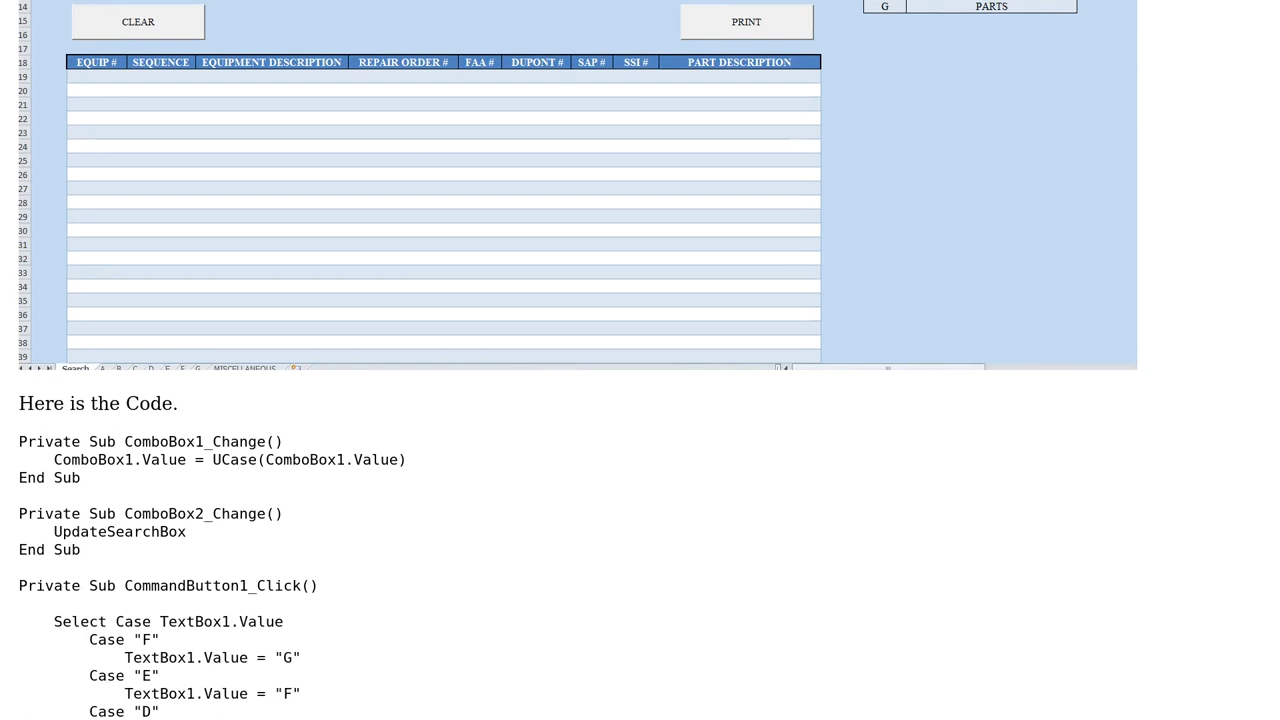 14
G PARTS
15
CLEAR PRINT
16
17
18 EQUIP # SEQUENCE EQUIPMENT DESCRIPTION REPAIR ORDER # FAA # DUPONT # SAP # SSI # PART DESCRIPTION
19
20
21
22
23
24
25
26
27
28
29
30
31
32
33
34
35
36
37
38
39
Search A B C D E F G MISCELLANEOUS
Here is the Code.
Private Sub ComboBox1_Change()
    ComboBox1.Value = UCase(ComboBox1.Value)
End Sub
Private Sub ComboBox2_Change()
    UpdateSearchBox
End Sub
Private Sub CommandButton1_Click()
    Select Case TextBox1.Value
        Case "F"
            TextBox1.Value = "G"
        Case "E"
            TextBox1.Value = "F"
        Case "D"